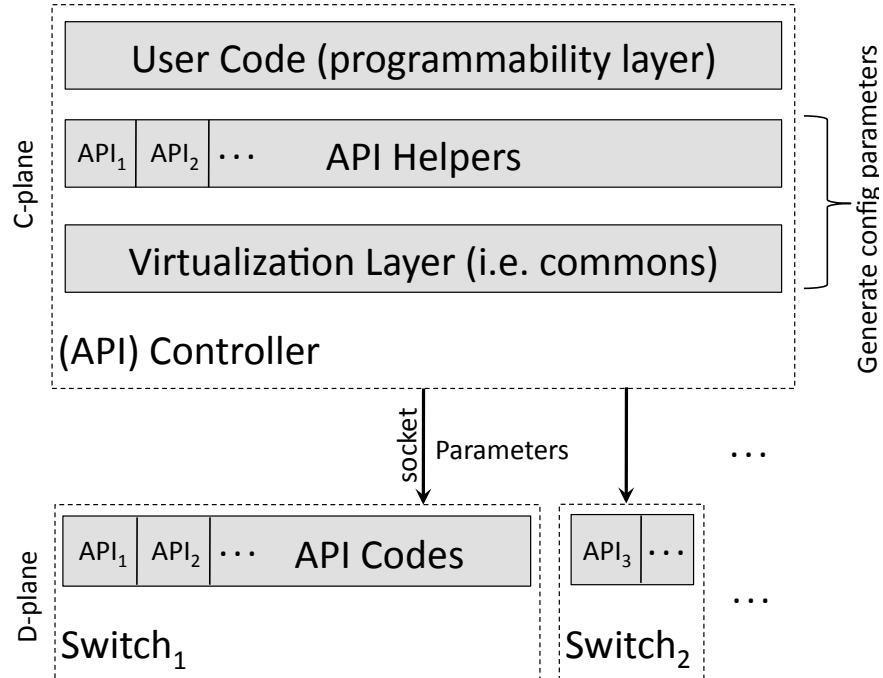 User Code (programmability layer)
API₁ API₂ ... API Helpers
Virtualization Layer (i.e. commons)
(API) Controller
C-plane
Generate config parameters
socket
Parameters
...
API₁ API₂ ... API Codes
API₃ ...
...
D-plane
Switch₁
Switch₂